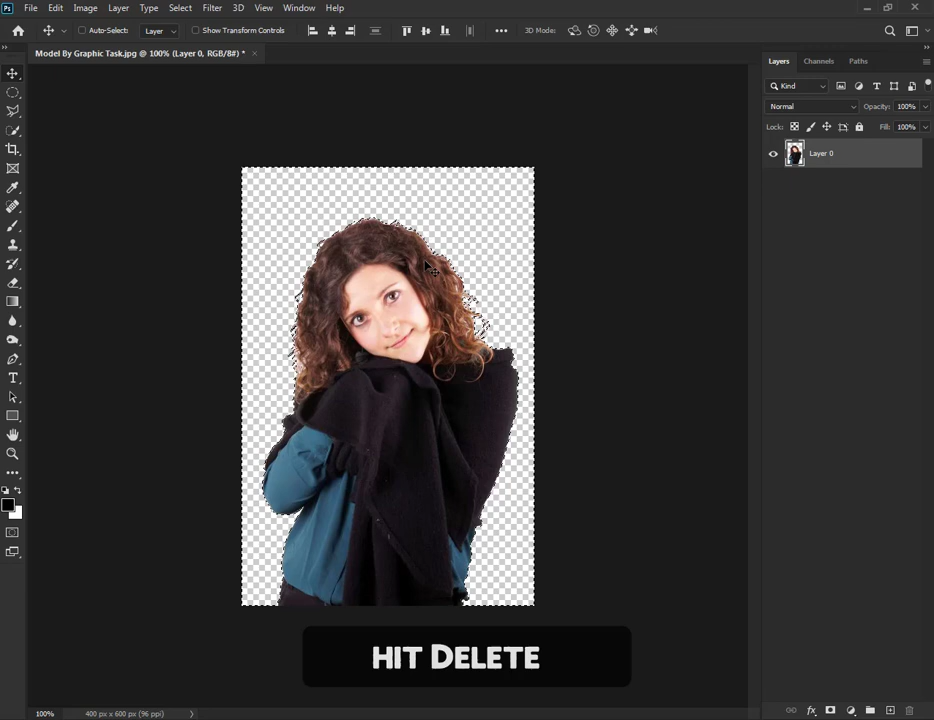 Ps File Edit Image Layer Type Select Filter 3D View Window Help
Auto-Select: Layer Show Transform Controls 3D Mode:
Model By Graphic Task.jpg @ 100% (Layer 0, RGB/8#) *
Layers Channels Paths
Kind
Normal Opacity: 100%
Lock: Fill: 100%
Layer 0
HIT DELETE
100% 400 px x 600 px (96 ppi)